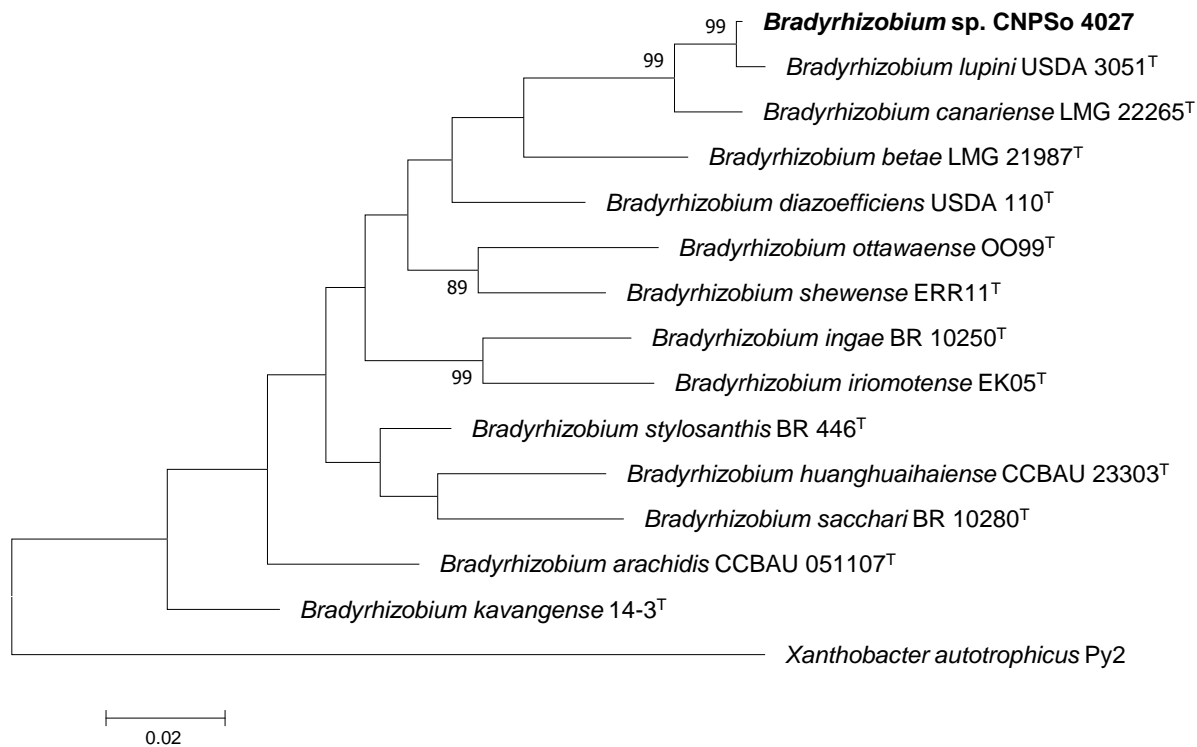 99 Bradyrhizobium sp. CNPSo 4027
99 Bradyrhizobium lupini USDA 3051ᵀ
Bradyrhizobium canariense LMG 22265ᵀ
Bradyrhizobium betae LMG 21987ᵀ
Bradyrhizobium diazoefficiens USDA 110ᵀ
Bradyrhizobium ottawaense OO99ᵀ
89 Bradyrhizobium shewense ERR11ᵀ
Bradyrhizobium ingae BR 10250ᵀ
99 Bradyrhizobium iriomotense EK05ᵀ
Bradyrhizobium stylosanthis BR 446ᵀ
Bradyrhizobium huanghuaihaiense CCBAU 23303ᵀ
Bradyrhizobium sacchari BR 10280ᵀ
Bradyrhizobium arachidis CCBAU 051107ᵀ
Bradyrhizobium kavangense 14-3ᵀ
Xanthobacter autotrophicus Py2
0.02